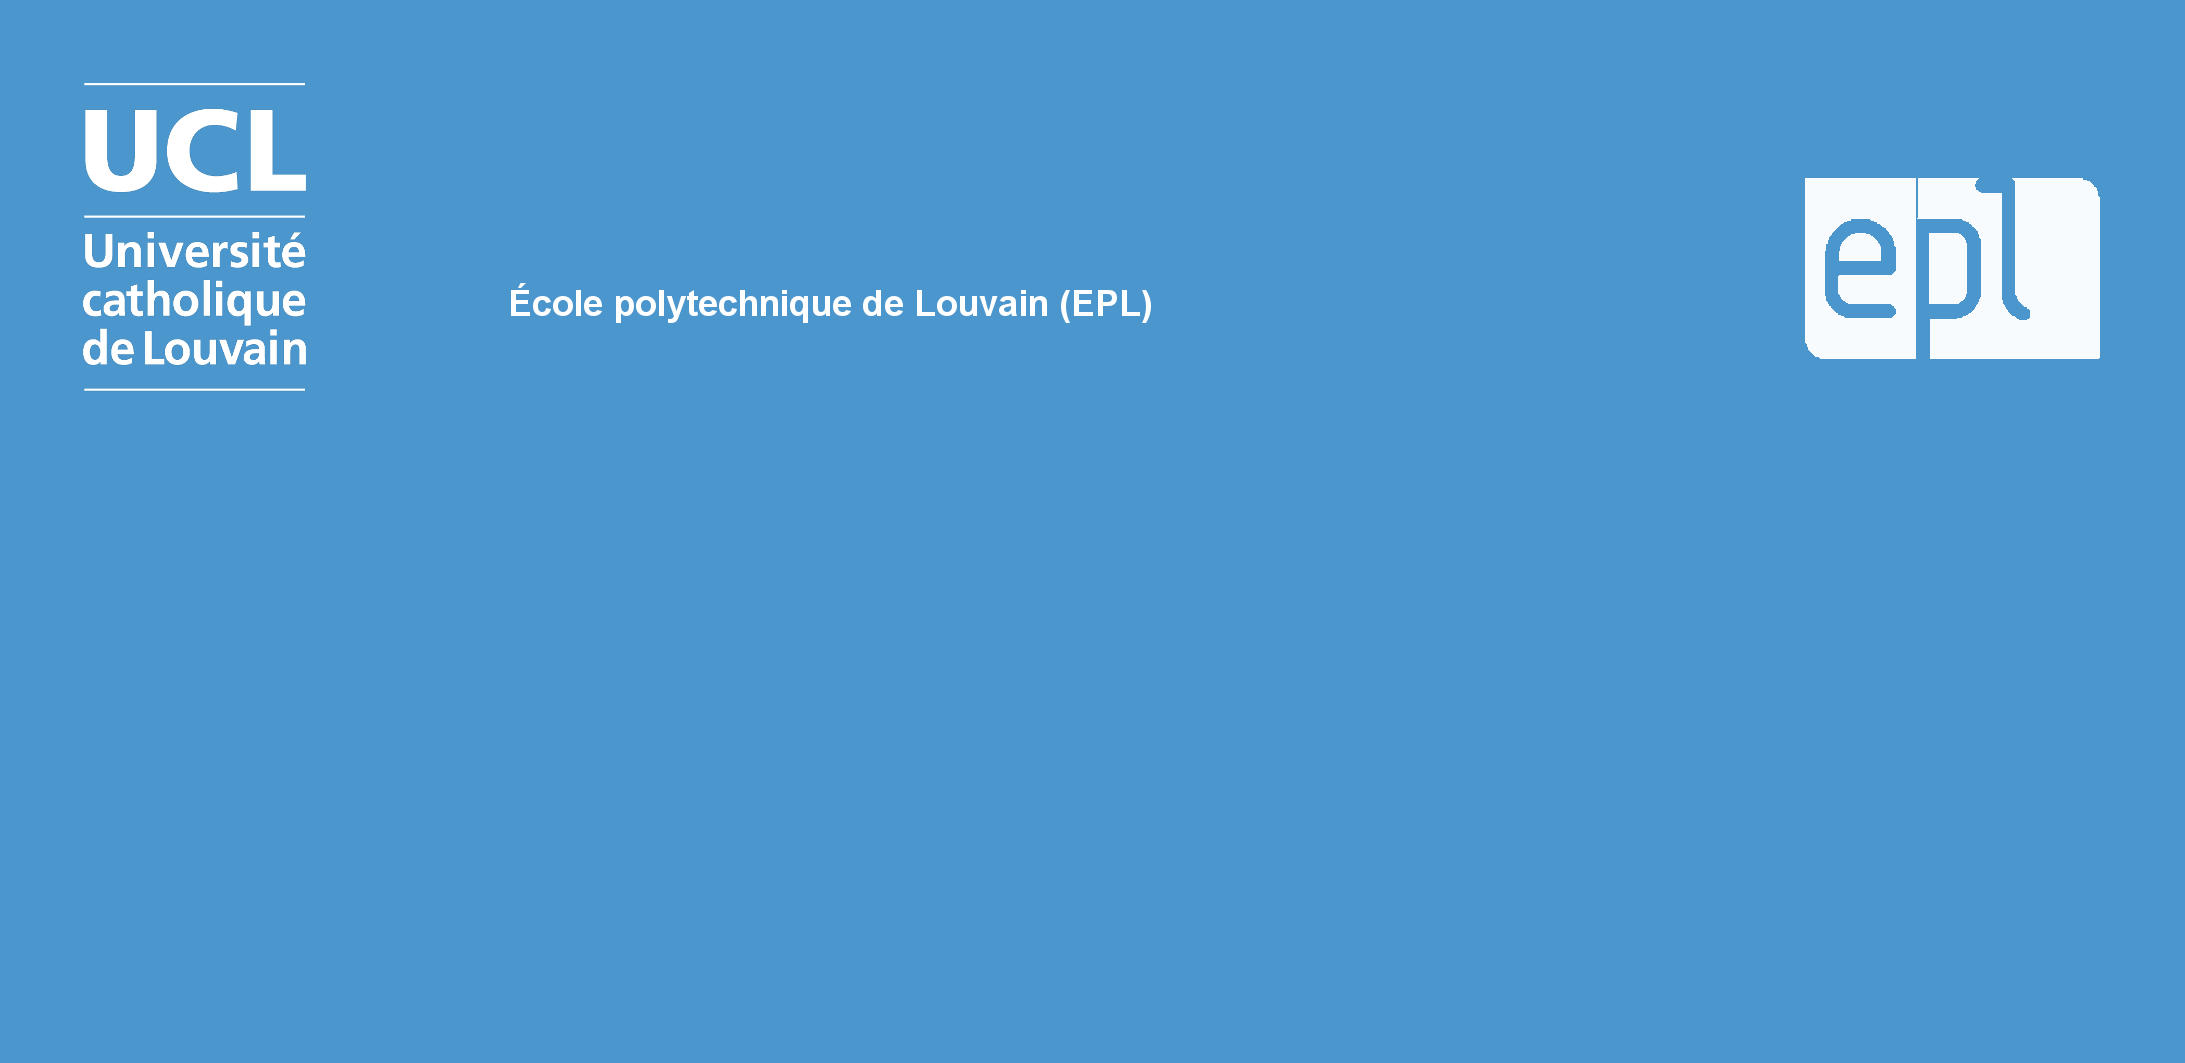 UCL
Université
catholique
de Louvain
École polytechnique de Louvain (EPL)
epl